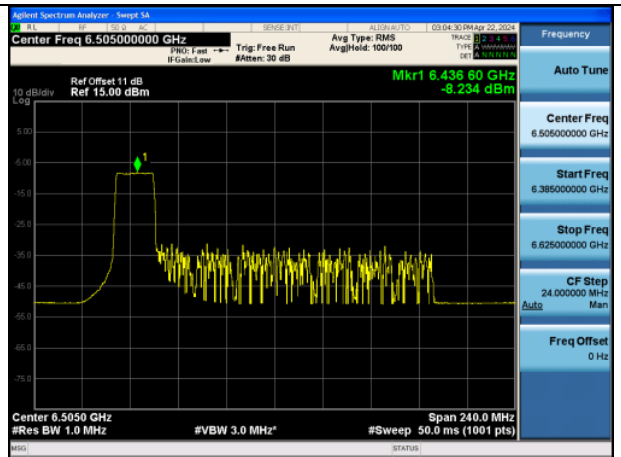 Agilent Spectrum Analyzer - Swept SA
RL RF 50 Ω AC SENSE:INT ALIGN AUTO 03:04:30 PM Apr 22, 2024
Center Freq 6.505000000 GHz
PNO: Fast
IFGain:Low
Trig: Free Run
#Atten: 30 dB
Avg Type: RMS
Avg|Hold: 100/100
TRACE 1 2 3 4 5 6
TYPE A
DET A N N N N N
Ref Offset 11 dB
10 dB/div Ref 15.00 dBm
Log
Mkr1 6.436 60 GHz
-8.234 dBm
1
5.00
-5.00
-15.0
-25.0
-35.0
-45.0
-55.0
-65.0
-75.0
Center 6.5050 GHz Span 240.0 MHz
#Res BW 1.0 MHz #VBW 3.0 MHz* #Sweep 50.0 ms (1001 pts)
MSG STATUS
Frequency
Auto Tune
Center Freq
6.505000000 GHz
Start Freq
6.385000000 GHz
Stop Freq
6.625000000 GHz
CF Step
24.000000 MHz
Auto Man
Freq Offset
0 Hz